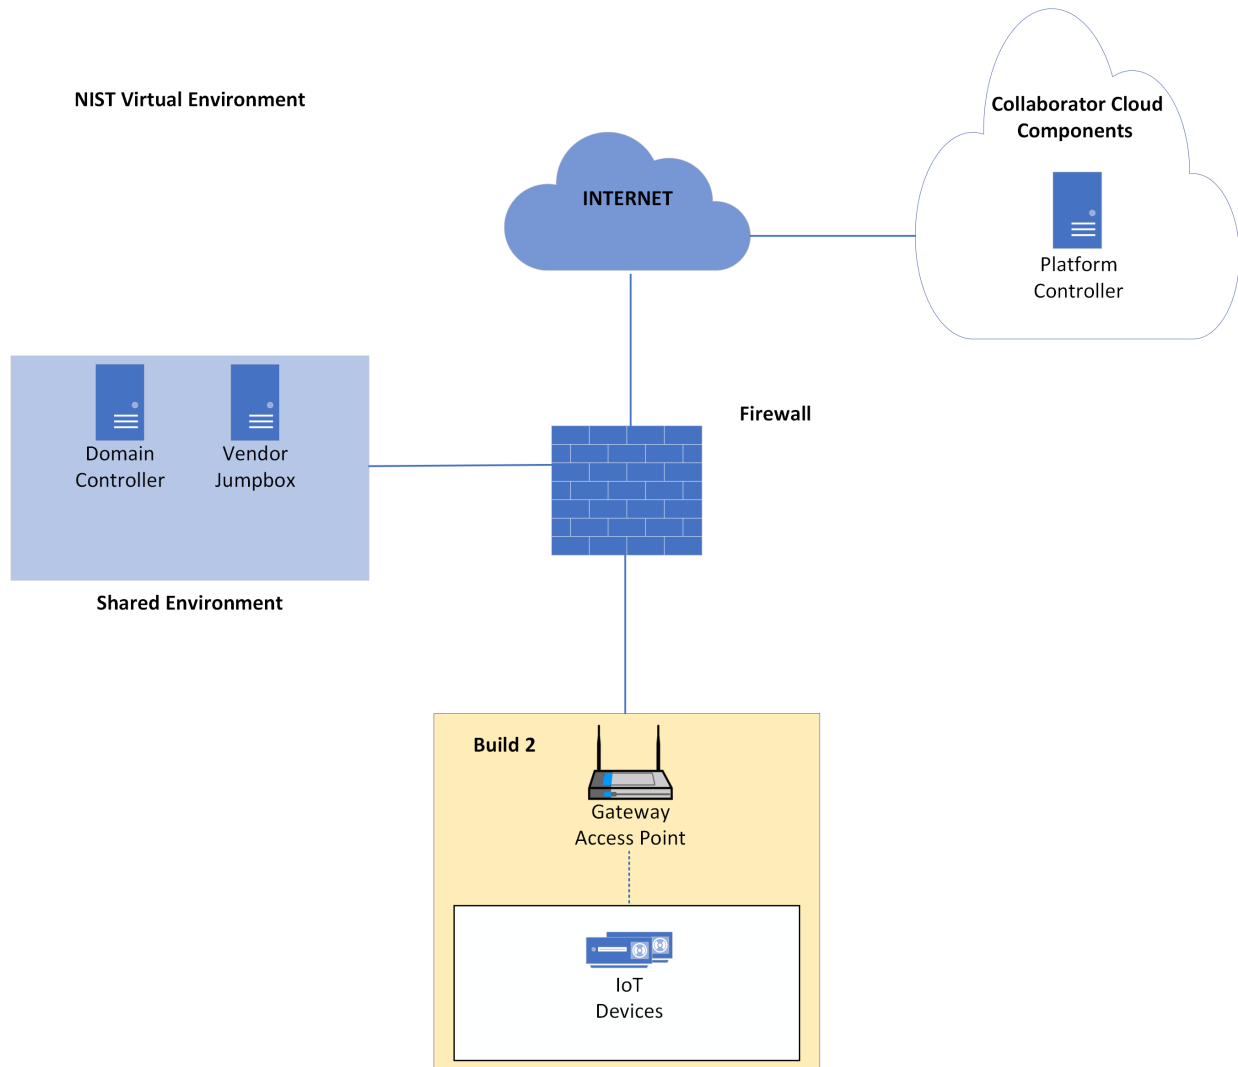 NIST Virtual Environment
Collaborator Cloud
Components
INTERNET
Platform
Controller
Firewall
Domain
Controller
Vendor
Jumpbox
Shared Environment
Build 2
Gateway
Access Point
IoT
Devices